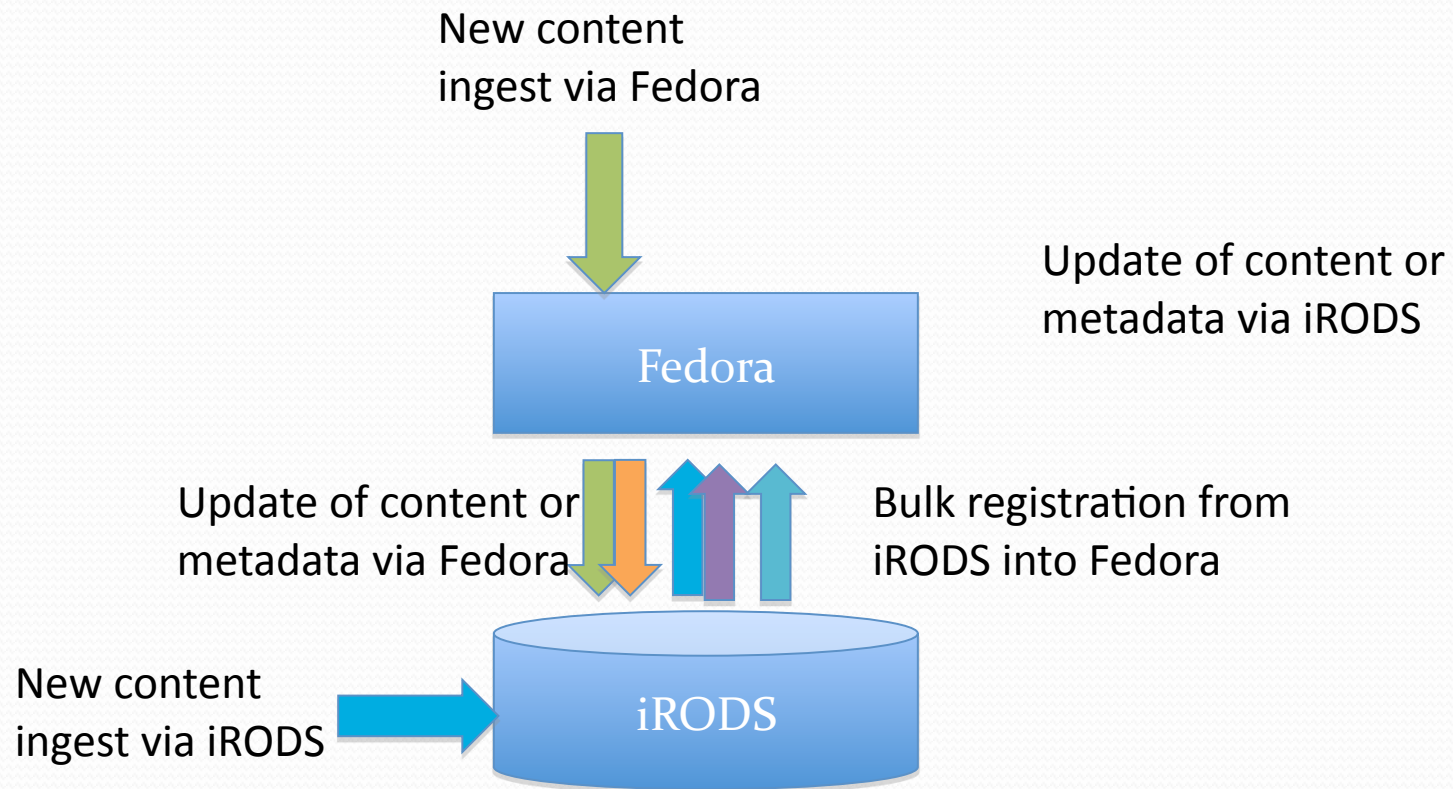 New content
ingest via Fedora
Update of content or
metadata via iRODS
Fedora
Update of content or
metadata via Fedora
Bulk registration from
iRODS into Fedora
New content
ingest via iRODS
iRODS